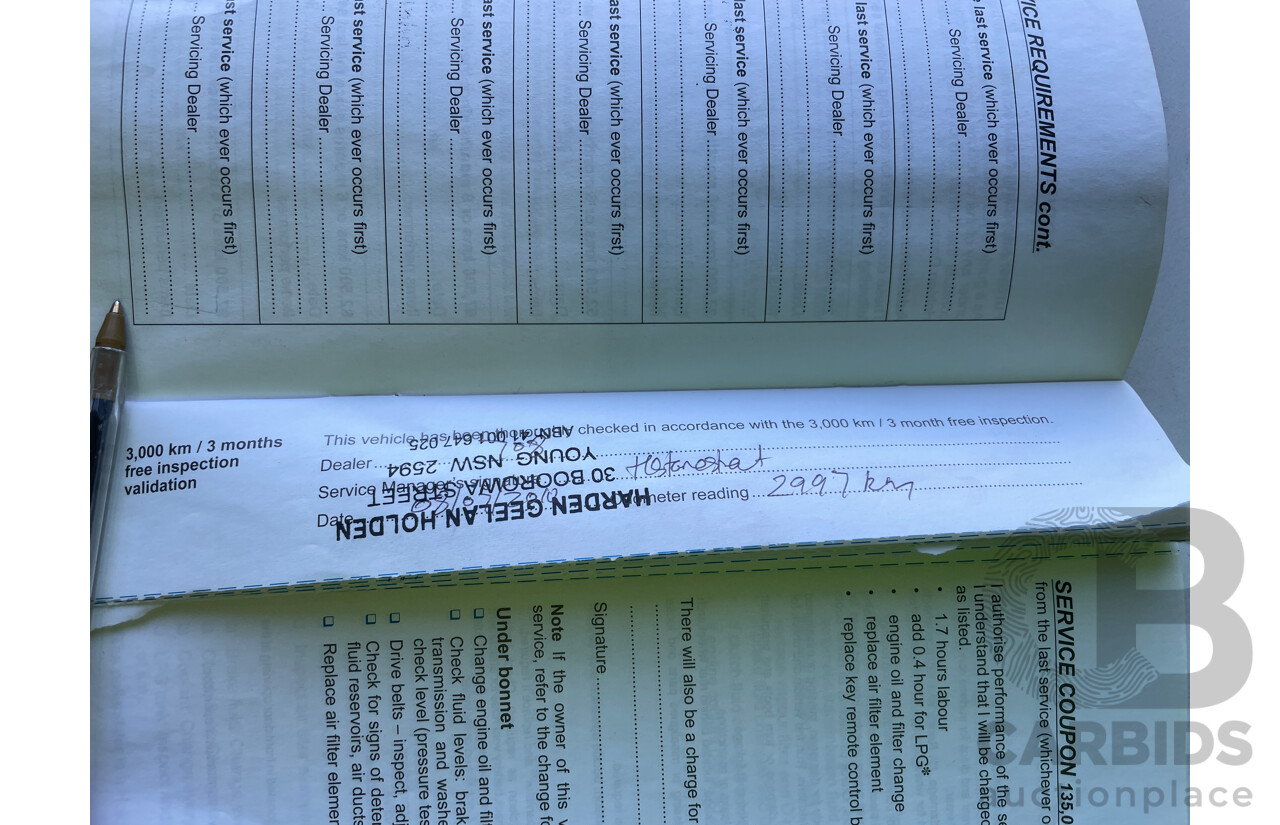 VICE REQUIREMENTS cont.
last service (which ever occurs first)
Servicing Dealer
last service (which ever occurs first)
Servicing Dealer
ast service (which ever occurs first)
Servicing Dealer
ast service (which ever occurs first)
Servicing Dealer
ast service (which ever occurs first)
Servicing Dealer
st service (which ever occurs first)
Servicing Dealer
st service (which ever occurs first)
Servicing Dealer
3,000 km / 3 months
free inspection
validation
This vehicle has been thoroughly checked in accordance with the 3,000 km / 3 month free inspection.
Dealer
Service Manager's signature
Date
Odometer reading 2997 km
HARDEN GEELAN HOLDEN
30 BOOROWA STREET
YOUNG NSW 2594
ABN 41 001 647 025
SERVICE COUPON 135,0
from the last service (whichever o
I authorise performance of the se
I understand that I will be charged
as listed.
• 1.7 hours labour
• add 0.4 hour for LPG*
• engine oil and filter change
• replace air filter element
• replace key remote control b
There will also be a charge for
Signature
Note If the owner of this v
service, refer to the change fo
Under bonnet
❑ Change engine oil and fil
❑ Check fluid levels: brak
transmission and washe
check level (pressure tes
❑ Drive belts – inspect, adj
❑ Check for signs of deter
fluid reservoirs, air ducts
❑ Replace air filter elemen
B
CARBIDS
auctionplace